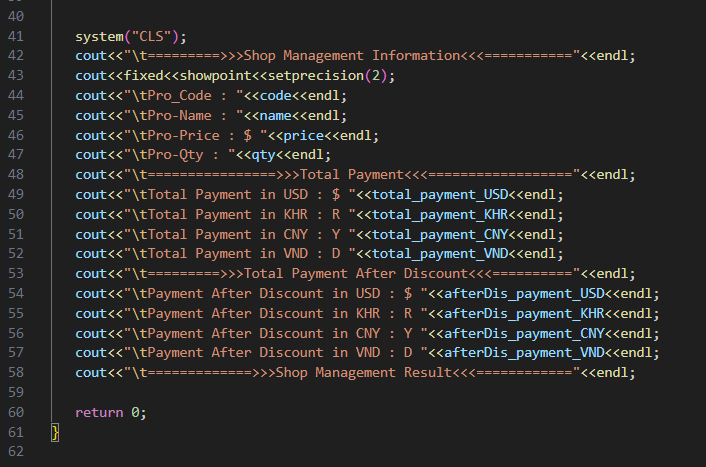 40
41 system("CLS");
42 cout<<"\t=========>>>Shop Management Information<<<==========="<<endl;
43 cout<<fixed<<showpoint<<setprecision(2);
44 cout<<"\tPro_Code : "<<code<<endl;
45 cout<<"\tPro-Name : "<<name<<endl;
46 cout<<"\tPro-Price : $ "<<price<<endl;
47 cout<<"\tPro-Qty : "<<qty<<endl;
48 cout<<"\t================>>>Total Payment<<<=================="<<endl;
49 cout<<"\tTotal Payment in USD : $ "<<total_payment_USD<<endl;
50 cout<<"\tTotal Payment in KHR : R "<<total_payment_KHR<<endl;
51 cout<<"\tTotal Payment in CNY : Y "<<total_payment_CNY<<endl;
52 cout<<"\tTotal Payment in VND : D "<<total_payment_VND<<endl;
53 cout<<"\t=========>>>Total Payment After Discount<<<=========="<<endl;
54 cout<<"\tPayment After Discount in USD : $ "<<afterDis_payment_USD<<endl;
55 cout<<"\tPayment After Discount in KHR : R "<<afterDis_payment_KHR<<endl;
56 cout<<"\tPayment After Discount in CNY : Y "<<afterDis_payment_CNY<<endl;
57 cout<<"\tPayment After Discount in VND : D "<<afterDis_payment_VND<<endl;
58 cout<<"\t=============>>>Shop Management Result<<<============"<<endl;
59
60 return 0;
61 }
62